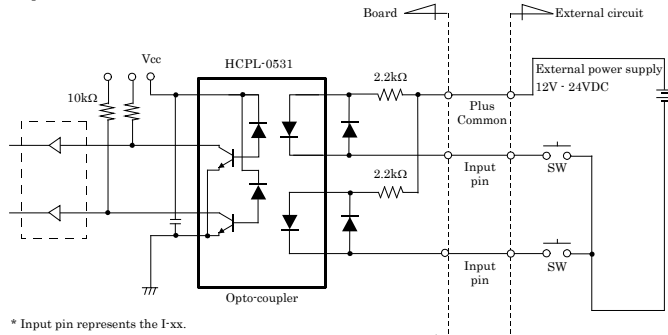 Board
External circuit
Vcc
HCPL-0531
2.2kΩ
External power supply
12V - 24VDC
10kΩ
Plus
Common
2.2kΩ
Input
pin
SW
Input
pin
SW
Opto-coupler
* Input pin represents the I-xx.